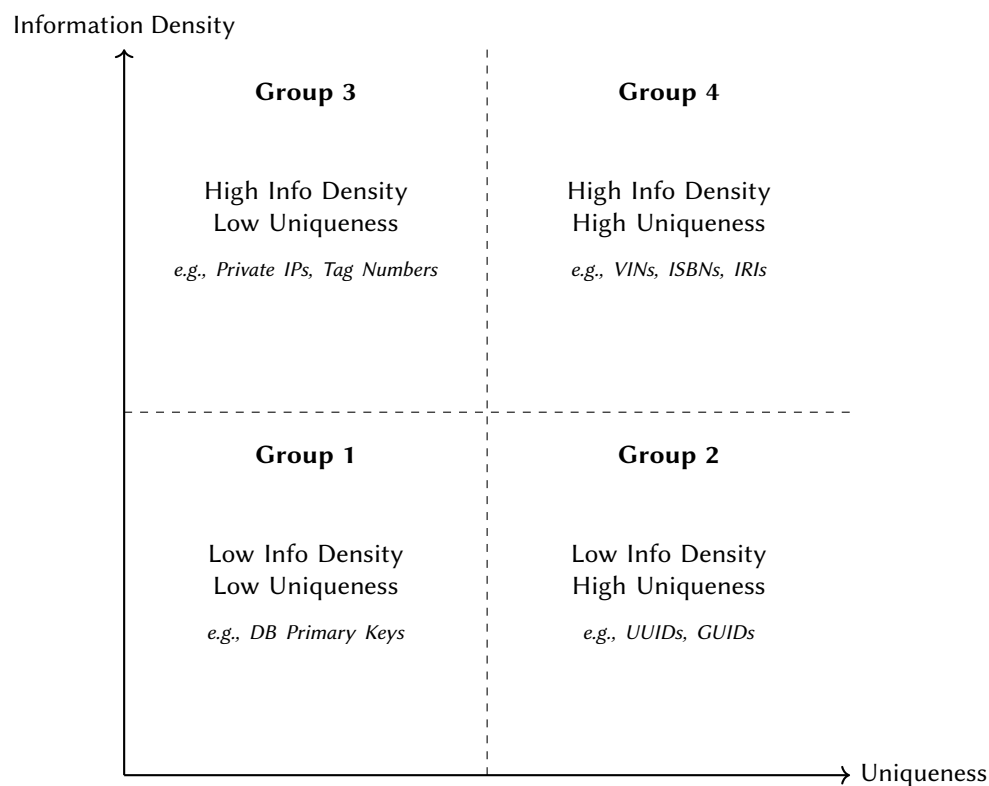 Information Density
Group 3
High Info Density
Low Uniqueness
e.g., Private IPs, Tag Numbers
Group 4
High Info Density
High Uniqueness
e.g., VINs, ISBNs, IRIs
Group 1
Low Info Density
Low Uniqueness
e.g., DB Primary Keys
Group 2
Low Info Density
High Uniqueness
e.g., UUIDs, GUIDs
Uniqueness